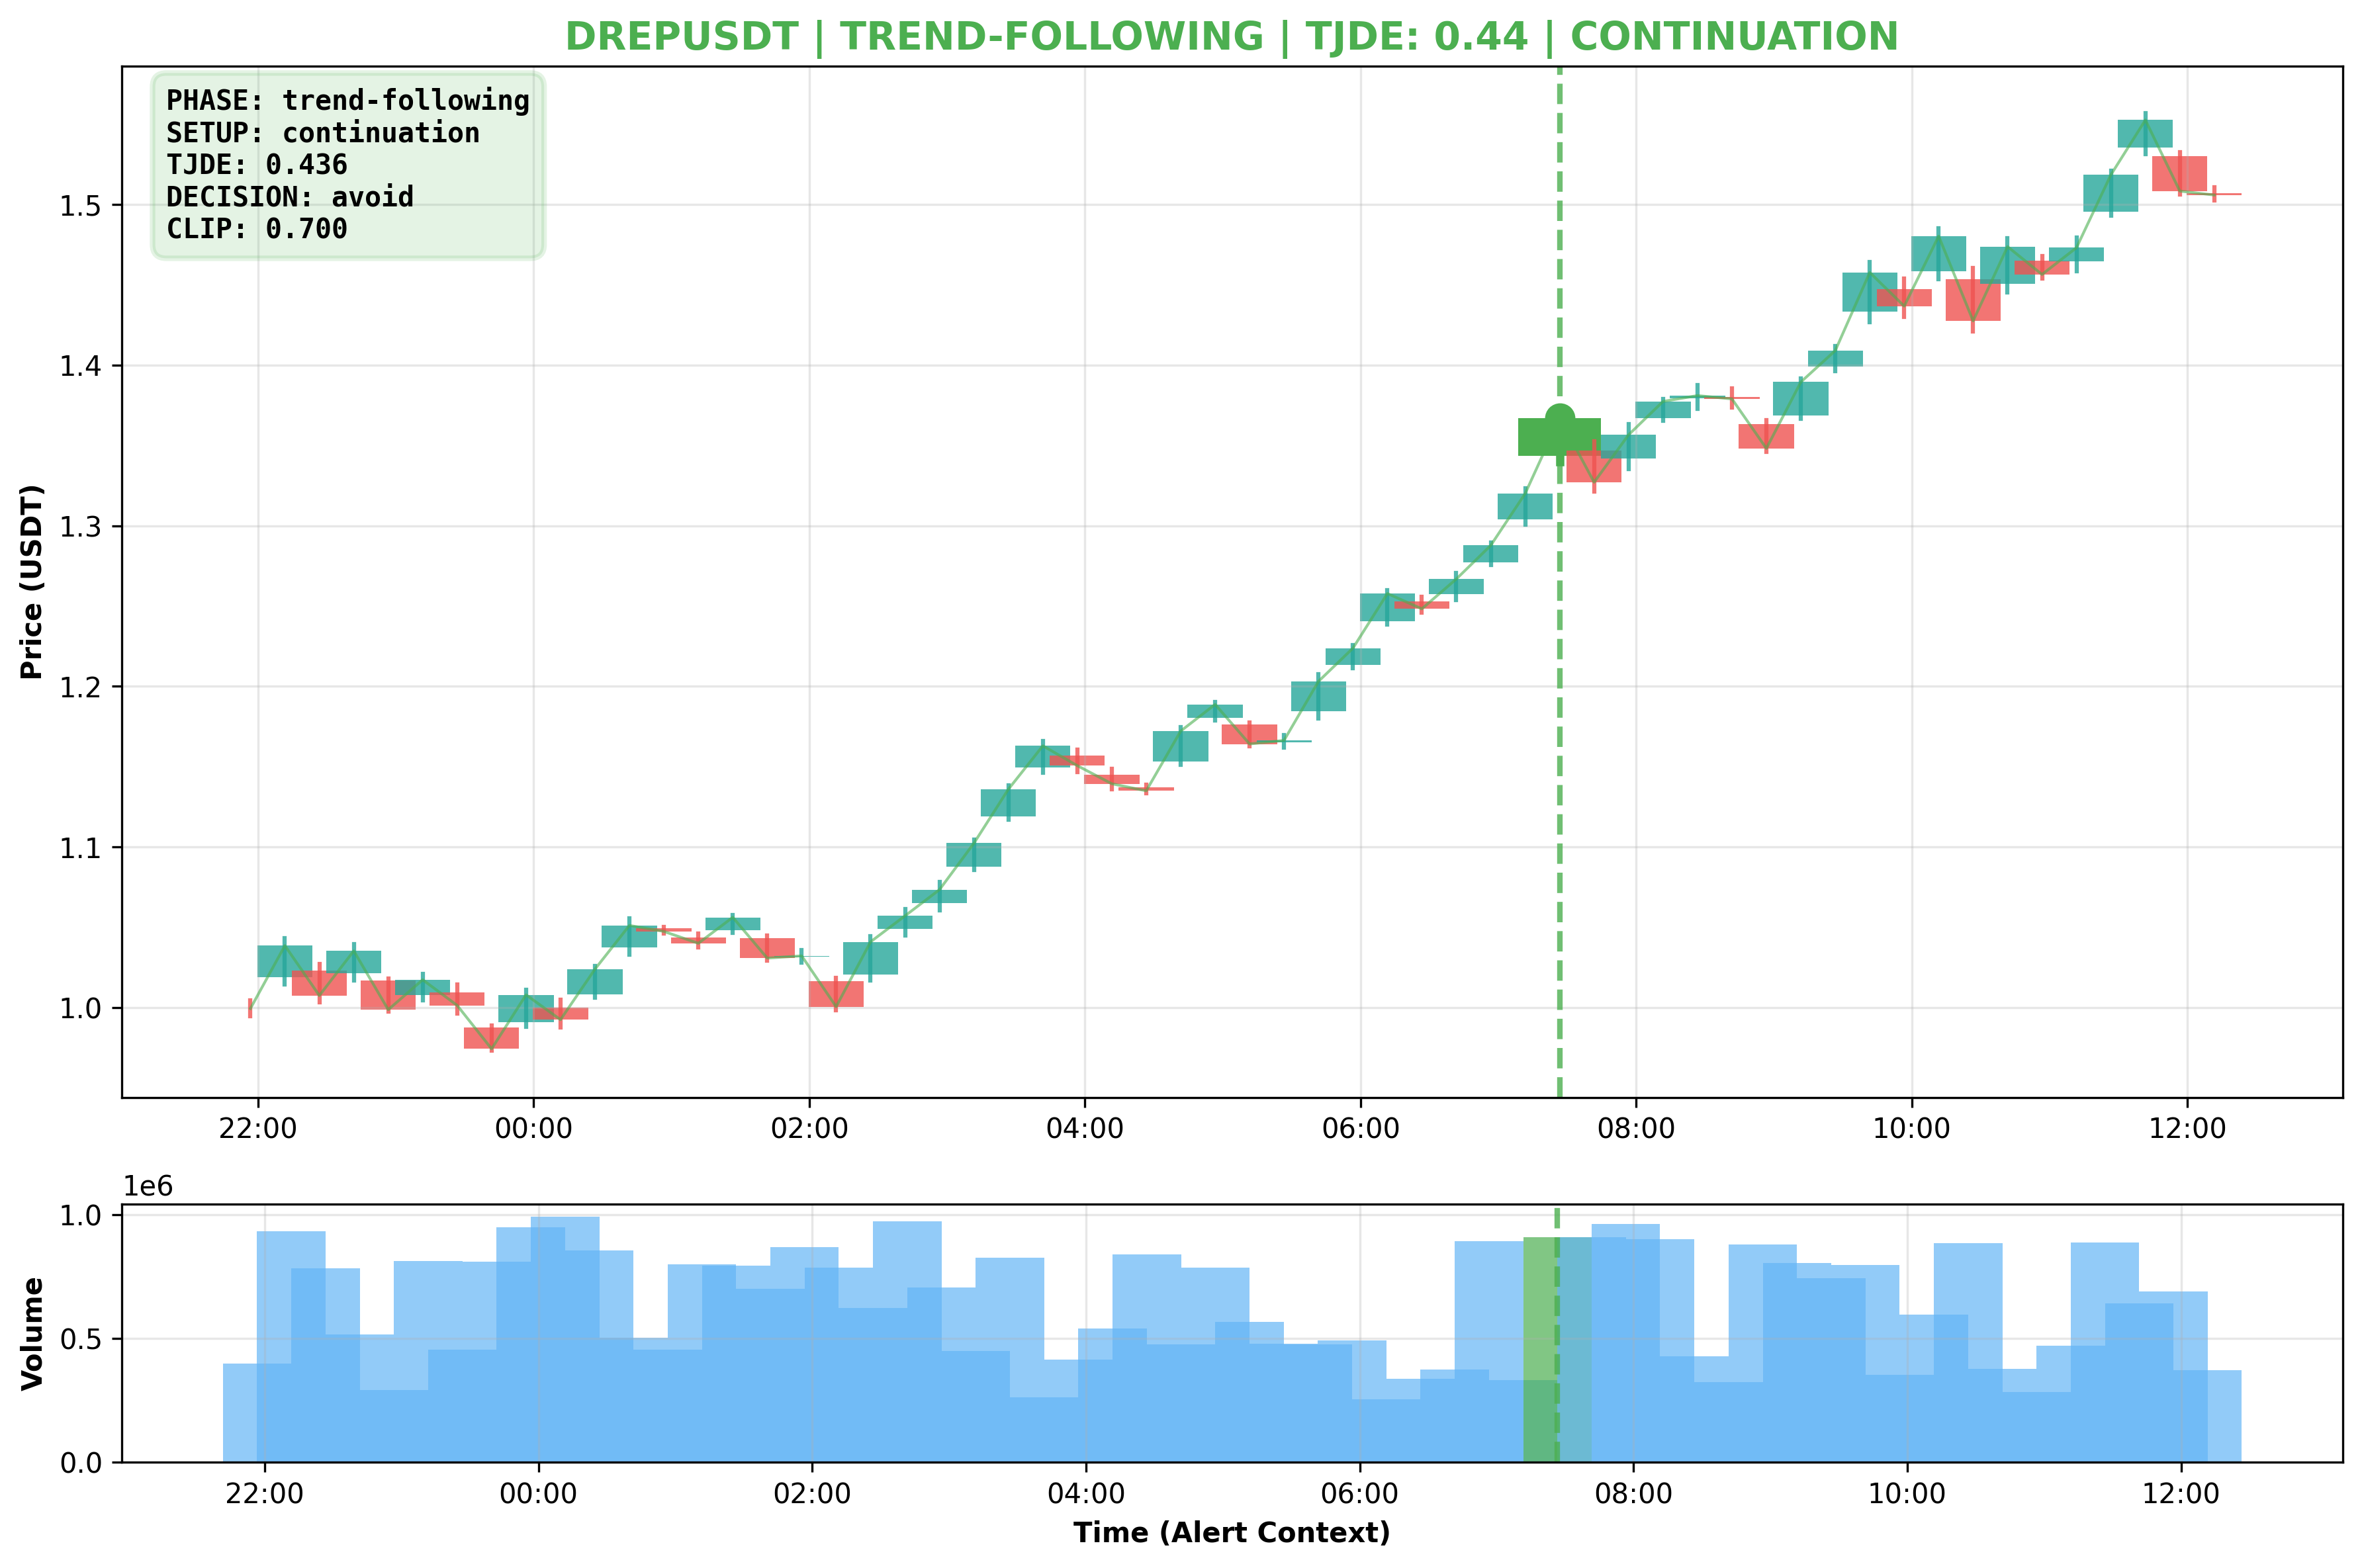 DREPUSDT | TREND-FOLLOWING | TJDE: 0.44 | CONTINUATION
PHASE: trend-following
SETUP: continuation
TJDE: 0.436
DECISION: avoid
CLIP: 0.700
Price (USDT)
1.5
1.4
1.3
1.2
1.1
1.0
22:00 00:00 02:00 04:00 06:00 08:00 10:00 12:00
1e6
Volume
1.0
0.5
0.0
22:00 00:00 02:00 04:00 06:00 08:00 10:00 12:00
Time (Alert Context)